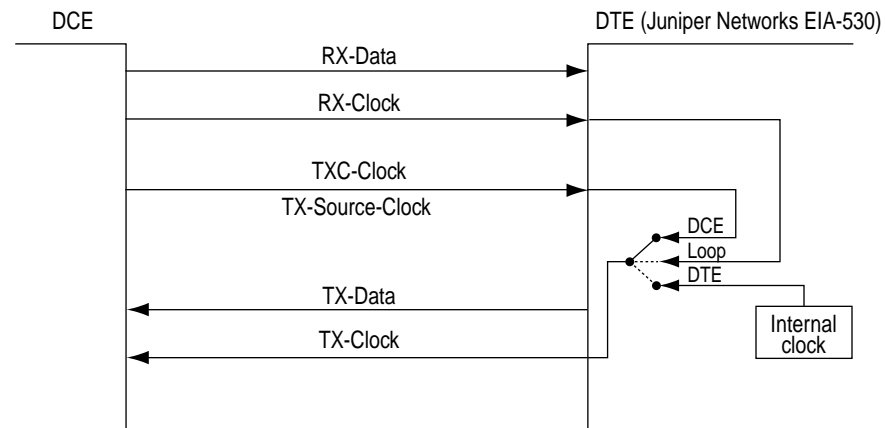 DCE
DTE (Juniper Networks EIA-530)
RX-Data
RX-Clock
TXC-Clock
TX-Source-Clock
DCE
Loop
DTE
TX-Data
TX-Clock
Internal
clock